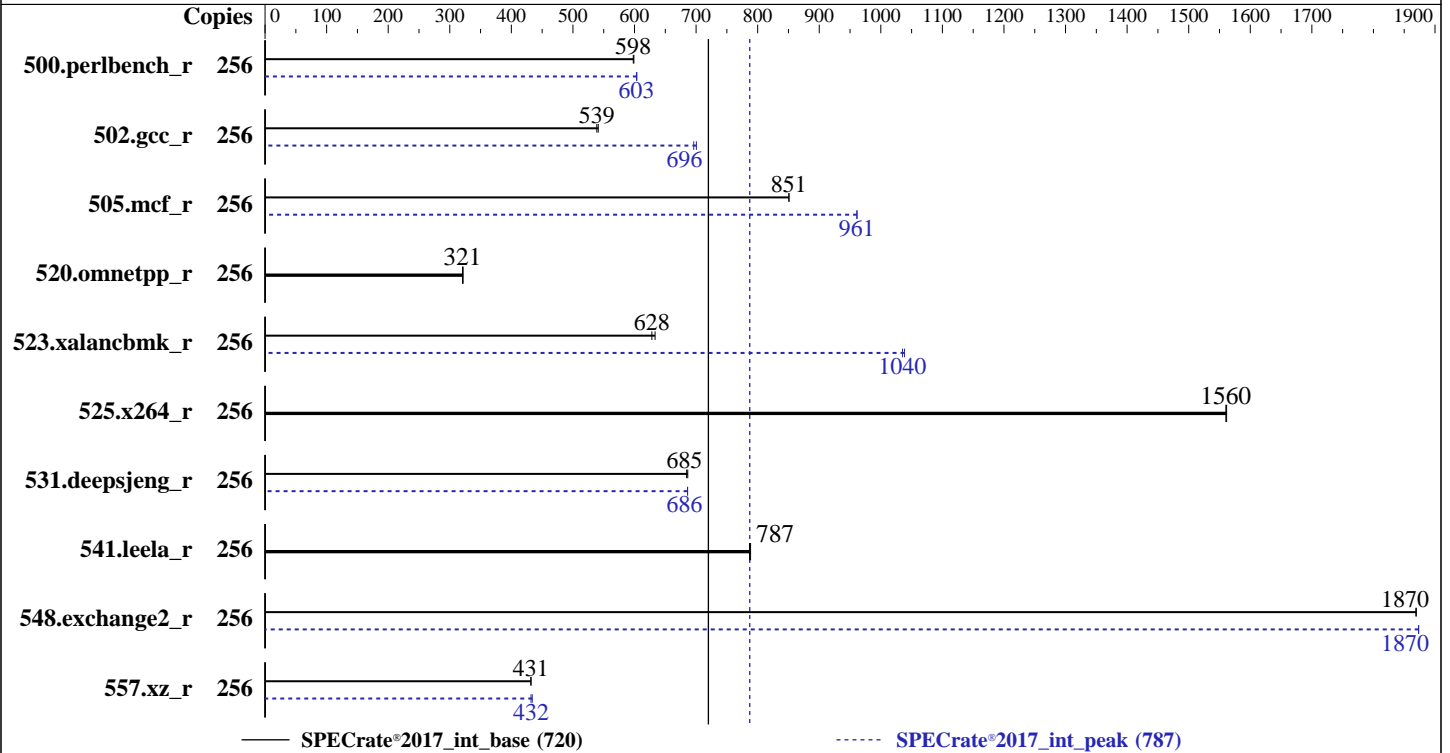 Copies 0 100 200 300 400 500 600 700 800 900 1000 1100 1200 1300 1400 1500 1600 1700 1900
500.perlbench_r 256 598
603
502.gcc_r 256 539
696
505.mcf_r 256 851
961
520.omnetpp_r 256 321
523.xalancbmk_r 256 628
1040
525.x264_r 256 1560
531.deepsjeng_r 256 685
686
541.leela_r 256 787
548.exchange2_r 256 1870
1870
557.xz_r 256 431
432
SPECrate®2017_int_base (720) SPECrate®2017_int_peak (787)